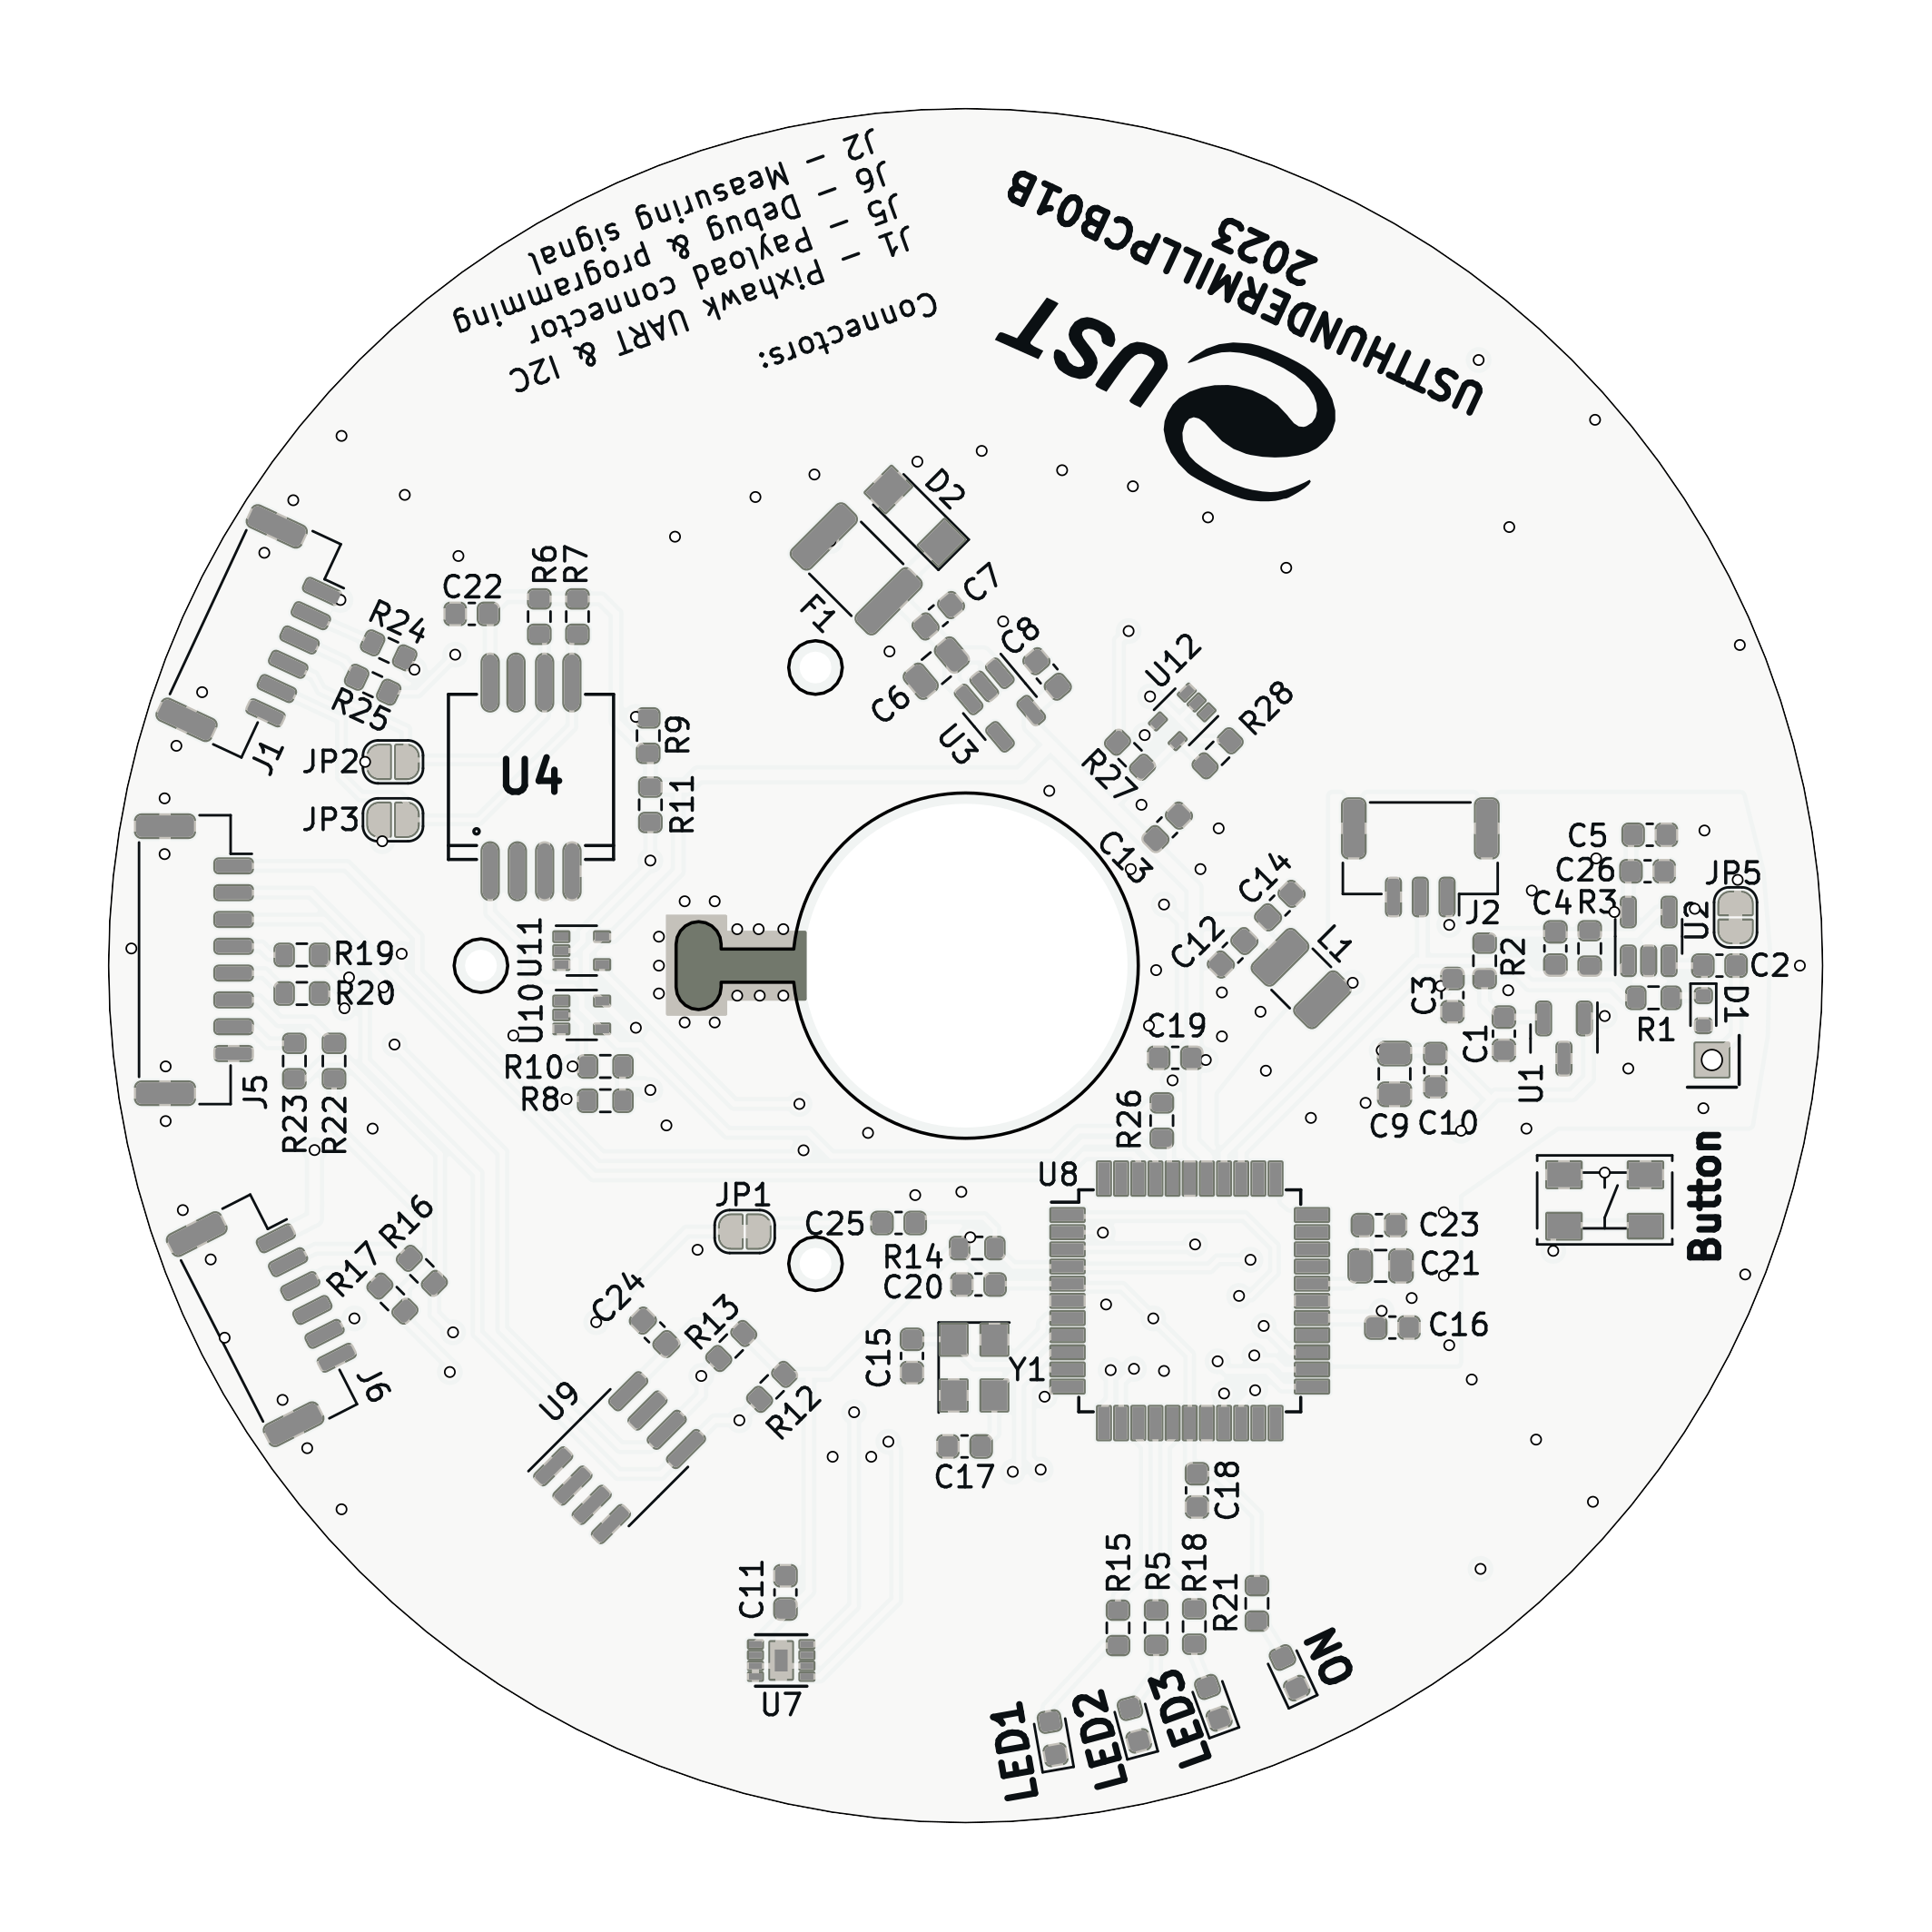 Connectors:
J1 – Pixhawk UART & I2C
J5 – Payload connector
J6 – Debug & programming
J2 – Measuring signal
USTTHUNDERMILLPCB01B
2023
UST
D2
F1
C7
C8
C6
U3
U12
R28
R27
C13
C22
R6
R7
R24
R25
J1
JP2
JP3
U4
R9
R11
C14
C12
L1
J2
C5
C26
JP5
C4
R3
U2
R2
C2
C3
D1
R1
C1
U1
C9
C10
U11
U10
R19
R20
J5
R23
R22
R10
R8
C19
R26
Button
U8
JP1
C25
R14
C20
C23
C21
C16
R16
R17
J6
C24
R13
R12
U9
C15
Y1
C17
C18
C11
U7
R15
R5
R18
R21
LED1
LED2
LED3
ON